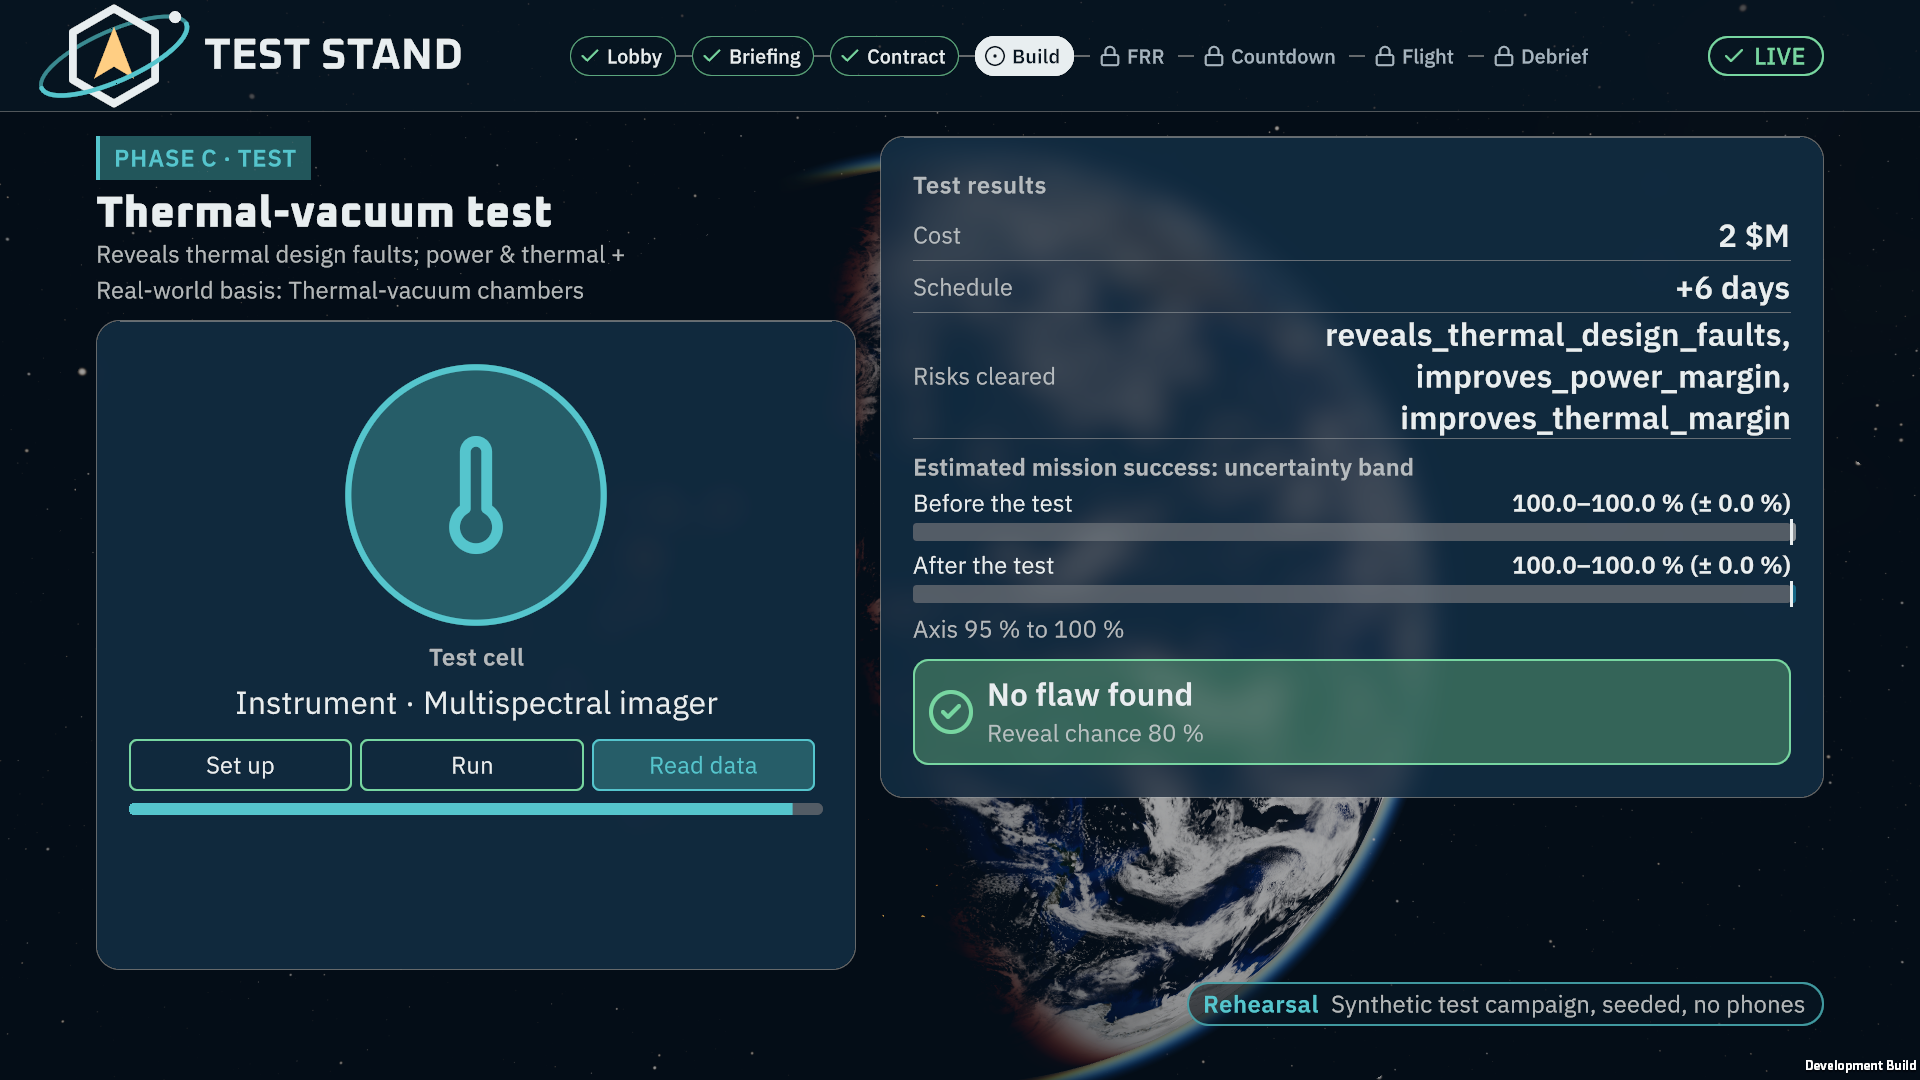 TEST STAND
Lobby
Briefing
Contract
Build
FRR
Countdown
Flight
Debrief
LIVE
PHASE C · TEST
Thermal-vacuum test
Reveals thermal design faults; power & thermal +
Real-world basis: Thermal-vacuum chambers
Test cell
Instrument · Multispectral imager
Set up
Run
Read data
Test results
Cost
2 $M
Schedule
+6 days
Risks cleared
reveals_thermal_design_faults,
improves_power_margin,
improves_thermal_margin
Estimated mission success: uncertainty band
Before the test
100.0–100.0 % (± 0.0 %)
After the test
100.0–100.0 % (± 0.0 %)
Axis 95 % to 100 %
No flaw found
Reveal chance 80 %
Rehearsal Synthetic test campaign, seeded, no phones
Development Build